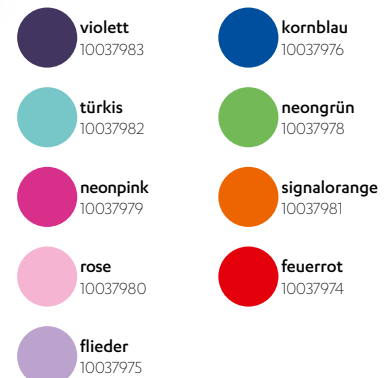 violett
10037983
türkis
10037982
neonpink
10037979
rose
10037980
flieder
10037975
kornblau
10037976
neongrün
10037978
signalorange
10037981
feuerrot
10037974